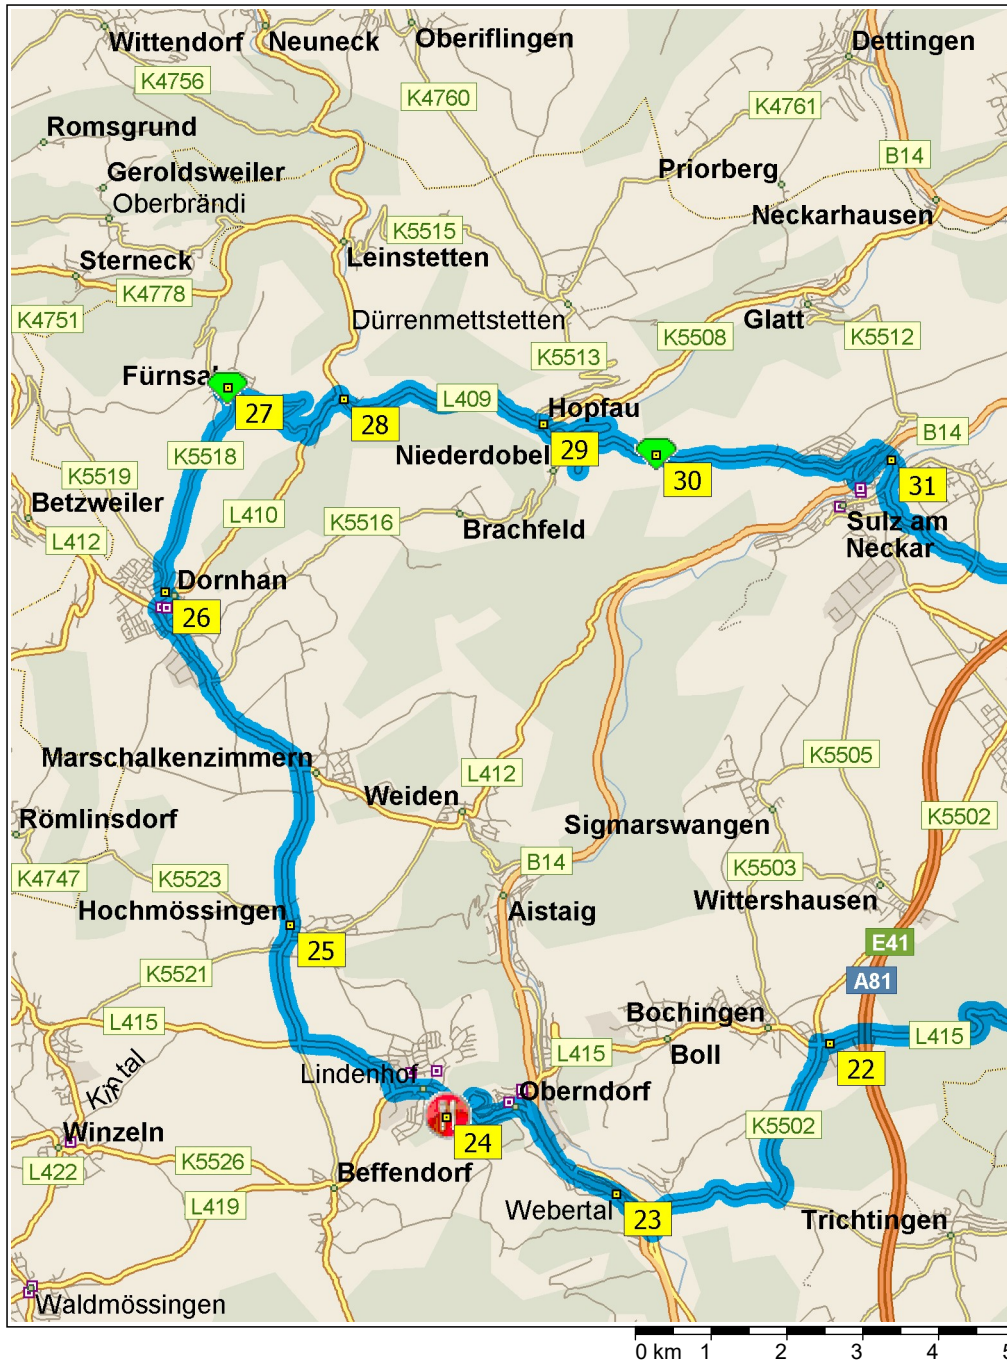 Wittendorf
Neuneck
Oberiflingen
Dettingen
K4756
K4760
K4761
Romsgrund
B14
Geroldsweiler
Priorberg
Oberbrändi
Neckarhausen
K5515
Sterneck
Leinstetten
K4778
K4751
Dürrenmettstetten
Glatt
K5512
K5508
K5513
Fürnsal
L409
Hopfau
27
28
B14
29
Niederdobel
K5518
30
31
K5519
Betzweiler
L410
K5516
Brachfeld
Sulz am
Neckar
L412
Dornhan
26
Marschalkenzimmern
K5505
L412
Weiden
Römlinsdorf
Sigmarswangen
K5502
B14
K5503
K4747
K5523
Wittershausen
Hochmössingen
Aistaig
25
E41
K5521
A81
Bochingen
L415
L415
L415
Boll
22
Lindenhof
Oberndorf
K5502
Winzeln
24
L422
K5526
Beffendorf
L419
Webertal
23
Trichtingen
Waldmössingen
0 km 1 2 3 4 5